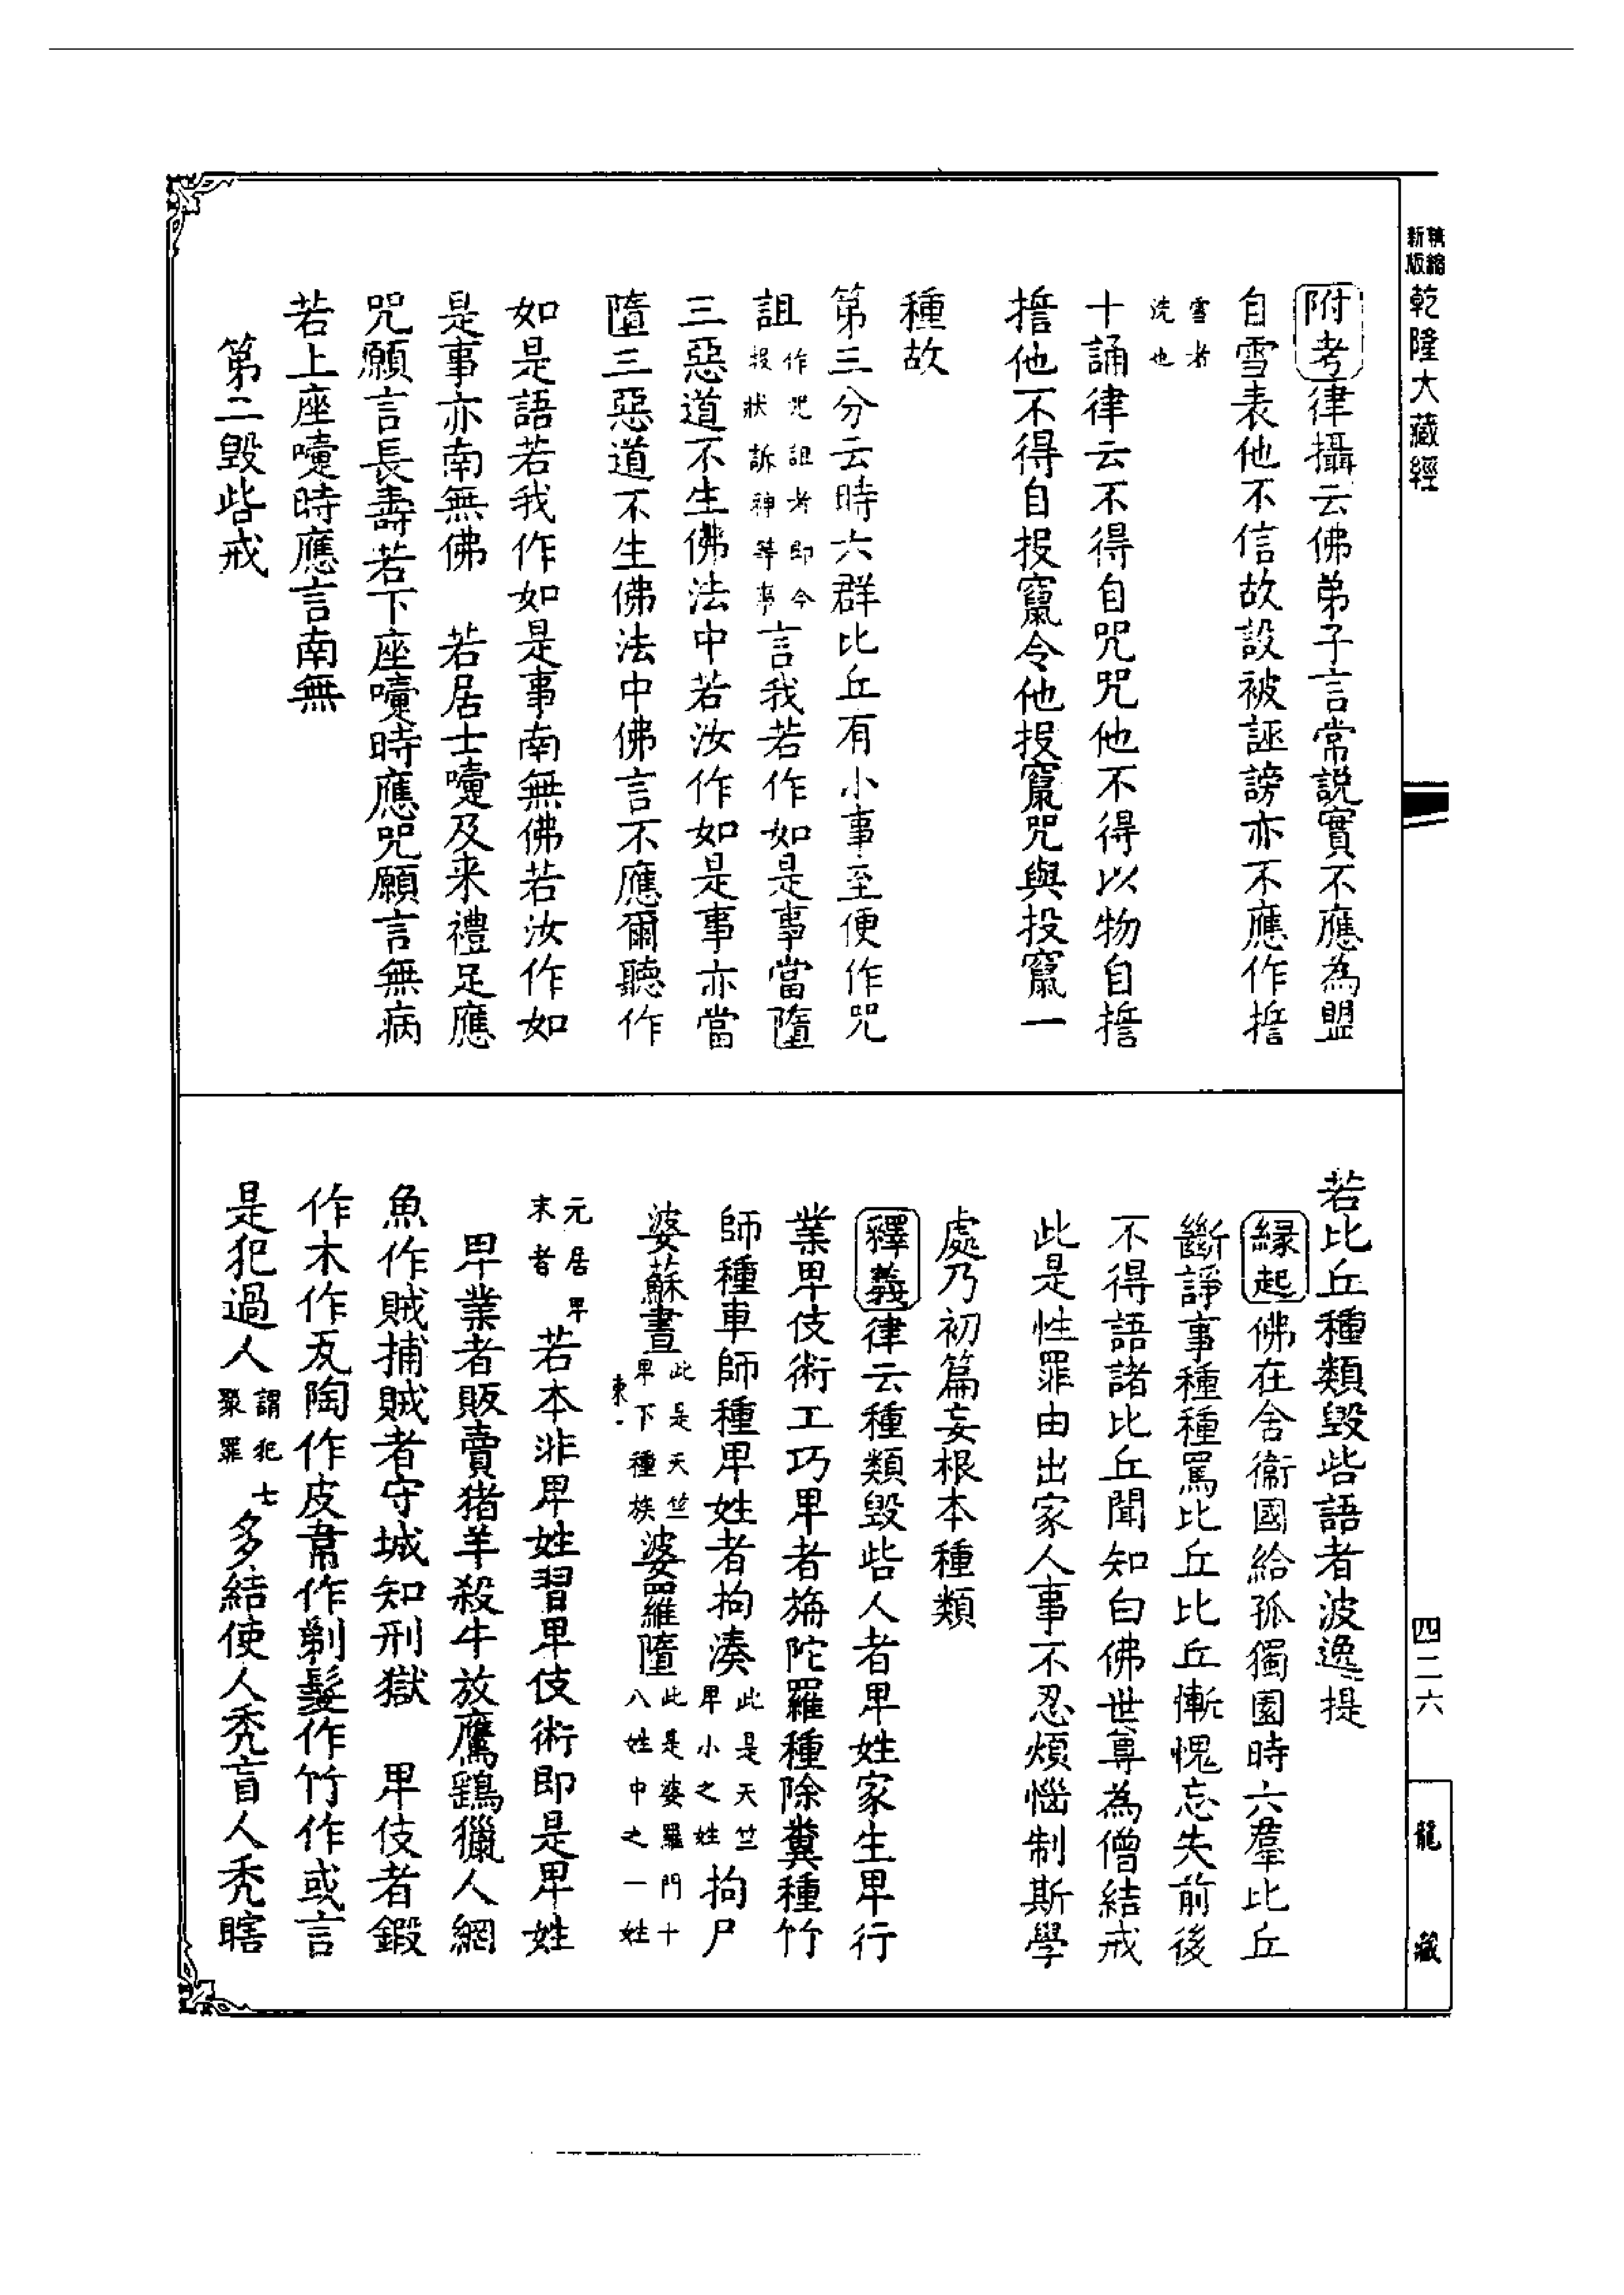 新版精縮乾隆大藏經
附考律攝云佛弟子言常説實不應為盟
自雪表他不信故設被誣謗亦不應作誓
雪者洗也
十誦律云不得自咒咒他不得以物自誓
誓他不得自投竄令他投竄咒與投竄一
種故
第三分云時六群比丘有小事至便作咒
詛作咒詛者即今投狀訴神等事言我若作如是事當墮
三惡道不生佛法中若汝作如是事亦當
墮三惡道不生佛法中佛言不應爾聽作
如是語若我作如是事南無佛若汝作如
是事亦南無佛　若居士嚏及来禮足應
咒願言長壽若下座嚏時應咒願言無病
若上座嚏時應言南無
第二毀呰戒
若比丘種類毀呰語者波逸提
緣起佛在舍衞國給孤獨園時六羣比丘
斷諍事種種罵比丘比丘慚愧忘失前後
不得語諸比丘聞知白佛世尊為僧結戒
此是性罪由出家人事不忍煩惱制斯學
處乃初篇妄根本種類
釋義律云種類毀呰人者卑姓家生卑行
業卑伎術工巧卑者旃陀羅種除糞種竹
師種車師種卑姓者拘湊此是天竺卑小之姓拘尸
婆蘇晝此是天竺卑下種族婆羅墮此是婆羅門十八姓中之一姓
元居卑末者若本非卑姓習卑伎術即是卑姓
卑業者販賣猪羊殺牛放鷹鷂獵人網
魚作賊捕賊者守城知刑獄　卑伎者鍛
作木作瓦陶作皮韋作剃髮作竹作或言
是犯過人謂犯七聚罪多結使人秃盲人秃瞎
四二六
龍藏